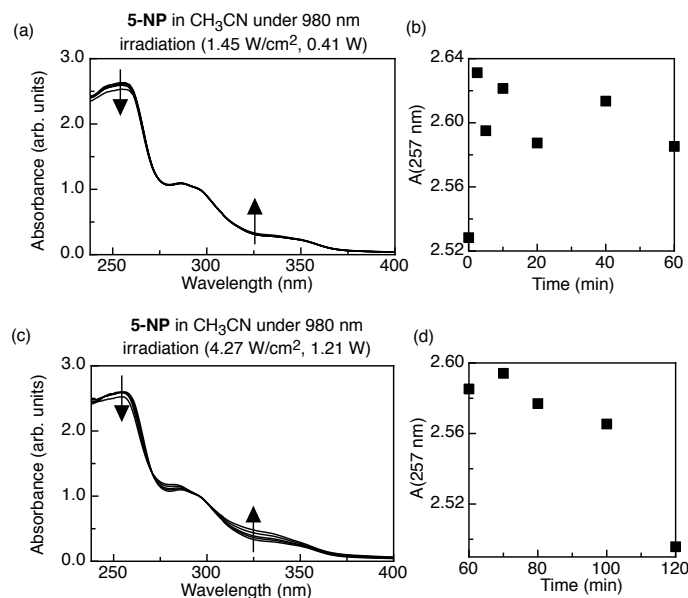 (a)
5-NP in CH₃CN under 980 nm
irradiation (1.45 W/cm², 0.41 W)
Absorbance (arb. units)
3.0
2.0
1.0
0.0
250
300
350
400
Wavelength (nm)
(b)
A(257 nm)
2.64
2.60
2.56
2.52
0
20
40
60
Time (min)
(c)
5-NP in CH₃CN under 980 nm
irradiation (4.27 W/cm², 1.21 W)
Absorbance (arb. units)
3.0
2.0
1.0
0.0
250
300
350
400
Wavelength (nm)
(d)
A(257 nm)
2.60
2.56
2.52
60
80
100
120
Time (min)